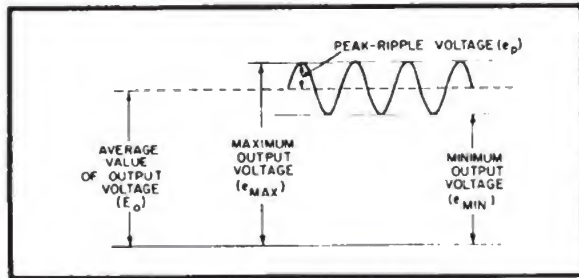 PEAK-RIPPLE VOLTAGE (ep)
AVERAGE
VALUE
OF OUTPUT
VOLTAGE
(Eo)
MAXIMUM
OUTPUT
VOLTAGE
(eMAX)
MINIMUM
OUTPUT
VOLTAGE
(eMIN)